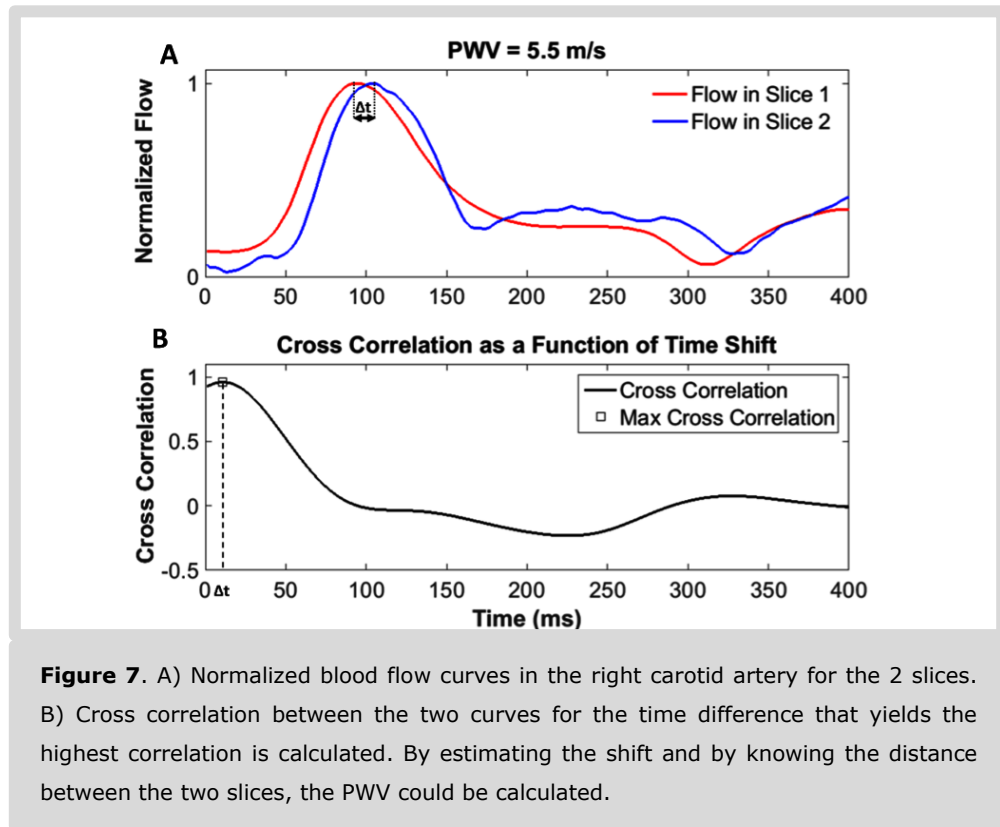 A
PWV = 5.5 m/s
Normalized Flow
1
0
Flow in Slice 1
Flow in Slice 2
Δt
0 50 100 150 200 250 300 350 400
B
Cross Correlation as a Function of Time Shift
Cross Correlation
1
0.5
0
-0.5
Cross Correlation
Max Cross Correlation
0 Δt 50 100 150 200 250 300 350 400
Time (ms)
Figure 7. A) Normalized blood flow curves in the right carotid artery for the 2 slices.
B) Cross correlation between the two curves for the time difference that yields the
highest correlation is calculated. By estimating the shift and by knowing the distance
between the two slices, the PWV could be calculated.